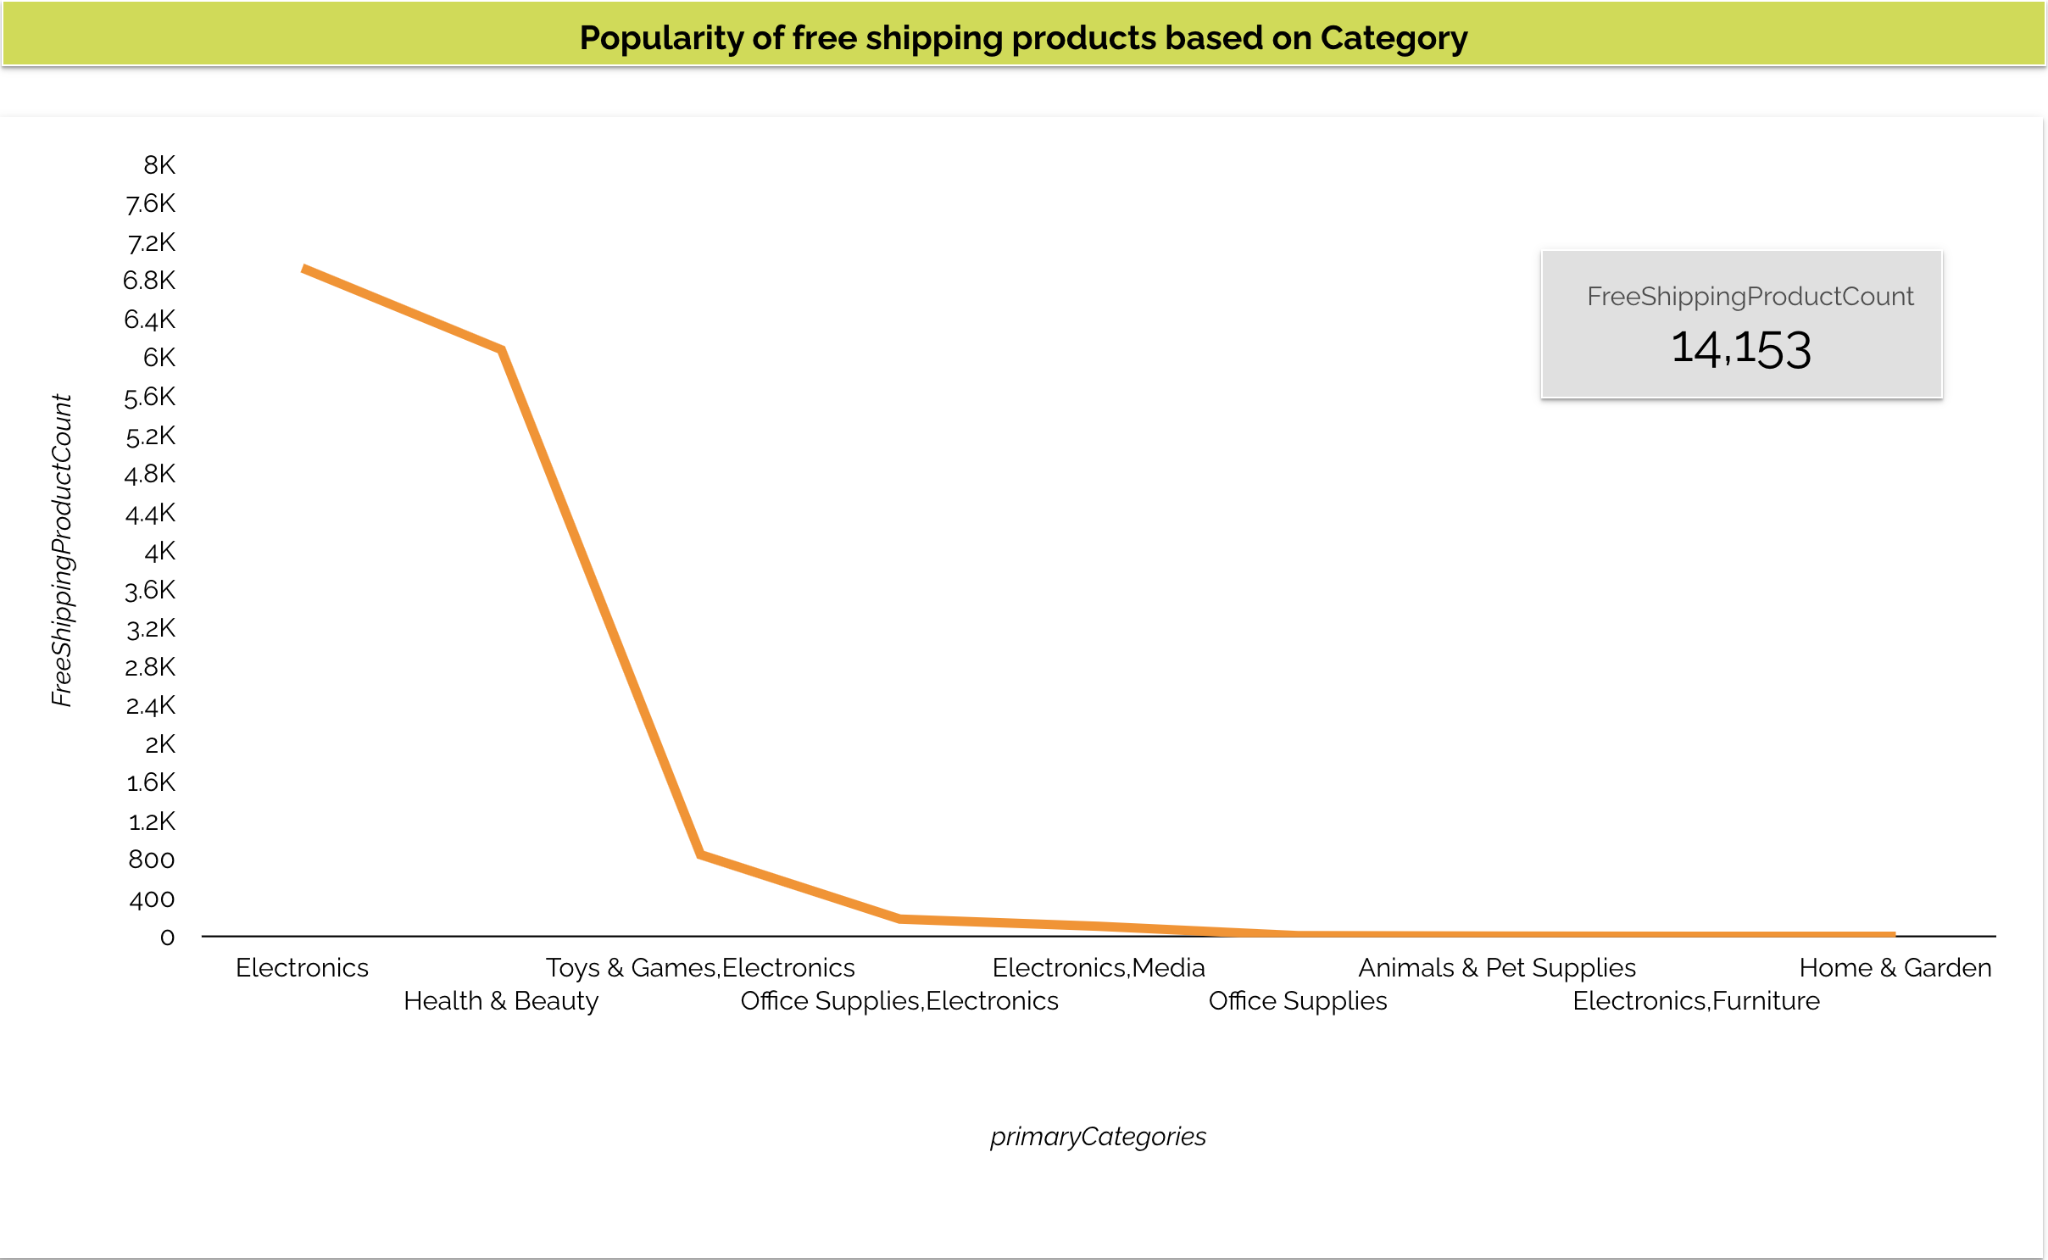 Popularity of free shipping products based on Category
8K
7.6K
7.2K
6.8K
6.4K
6K
5.6K
5.2K
4.8K
4.4K
4K
3.6K
3.2K
2.8K
2.4K
2K
1.6K
1.2K
800
400
0
FreeShippingProductCount
FreeShippingProductCount
14,153
Electronics
Health & Beauty
Toys & Games,Electronics
Office Supplies,Electronics
Electronics,Media
Office Supplies
Animals & Pet Supplies
Electronics,Furniture
Home & Garden
primaryCategories